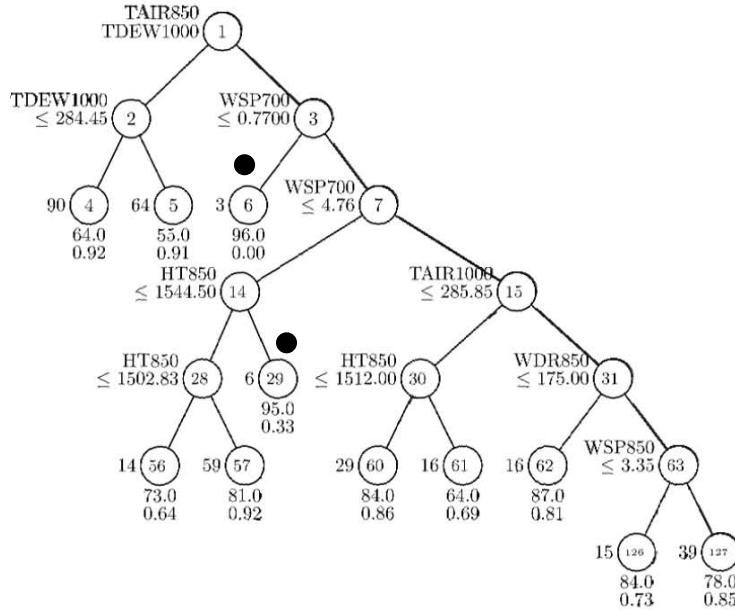 TAIR850
TDEW1000 1
TDEW1000
≤ 284.45 2
WSP700
≤ 0.7700 3
90 4
64.0
0.92
64 5
55.0
0.91
3 6
96.0
0.00
WSP700
≤ 4.76 7
HT850
≤ 1544.50 14
TAIR1000
≤ 285.85 15
HT850
≤ 1502.83 28
6 29
95.0
0.33
HT850
≤ 1512.00 30
WDR850
≤ 175.00 31
14 56
73.0
0.64
59 57
81.0
0.92
29 60
84.0
0.86
16 61
64.0
0.69
16 62
87.0
0.81
WSP850
≤ 3.35 63
15 126
84.0
0.73
39 127
78.0
0.85